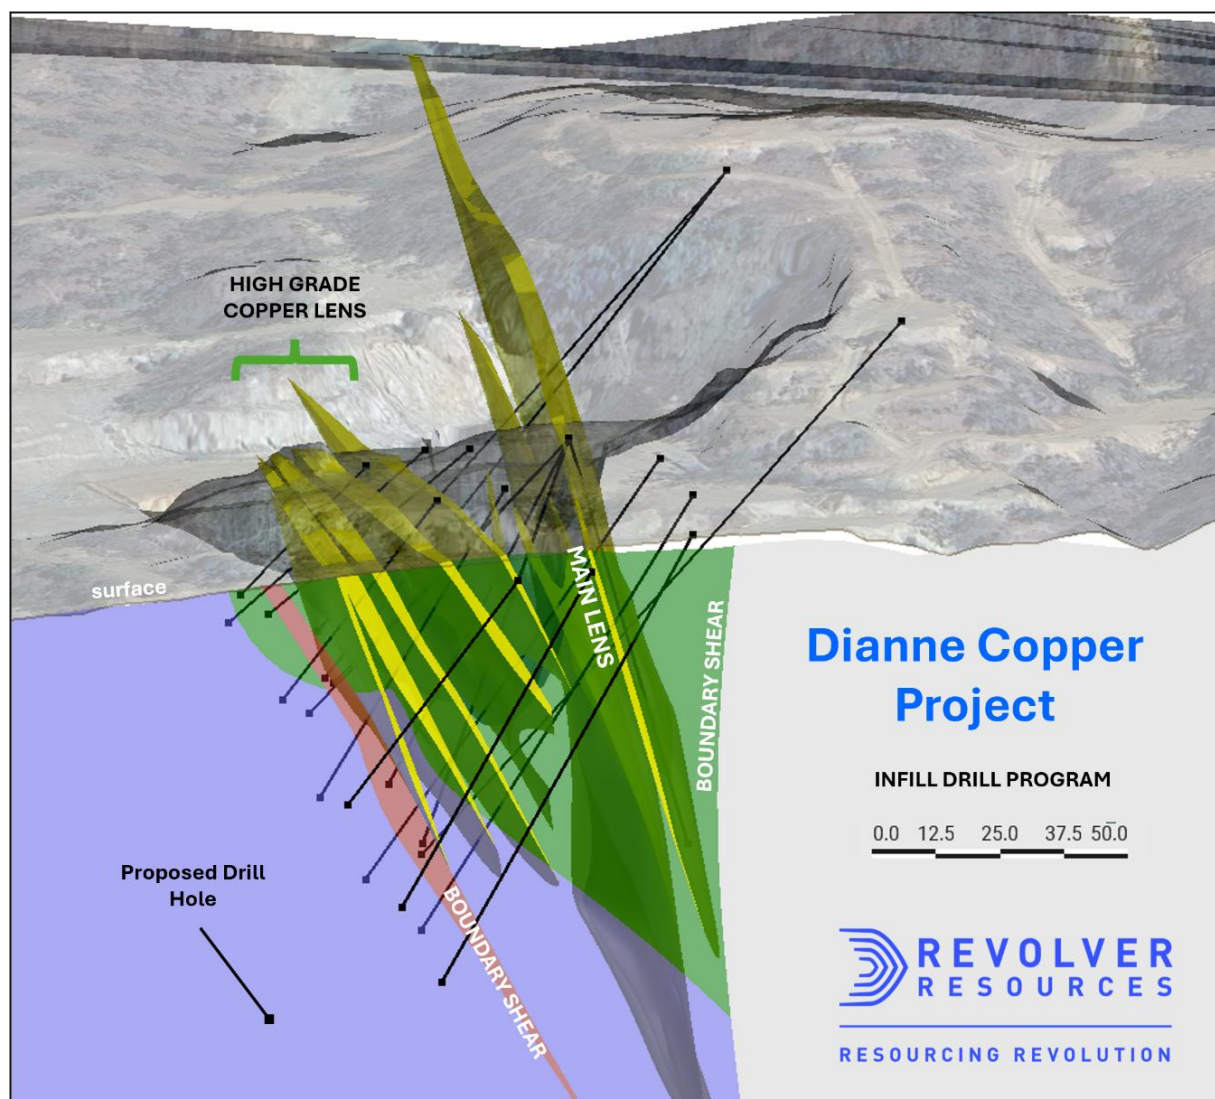 HIGH GRADE
COPPER LENS
surface
MAIN LENS
BOUNDARY SHEAR
Dianne Copper
Project
INFILL DRILL PROGRAM
0.0 12.5 25.0 37.5 50.0
Proposed Drill
Hole
BOUNDARY SHEAR
REVOLVER
RESOURCES
RESOURCING REVOLUTION